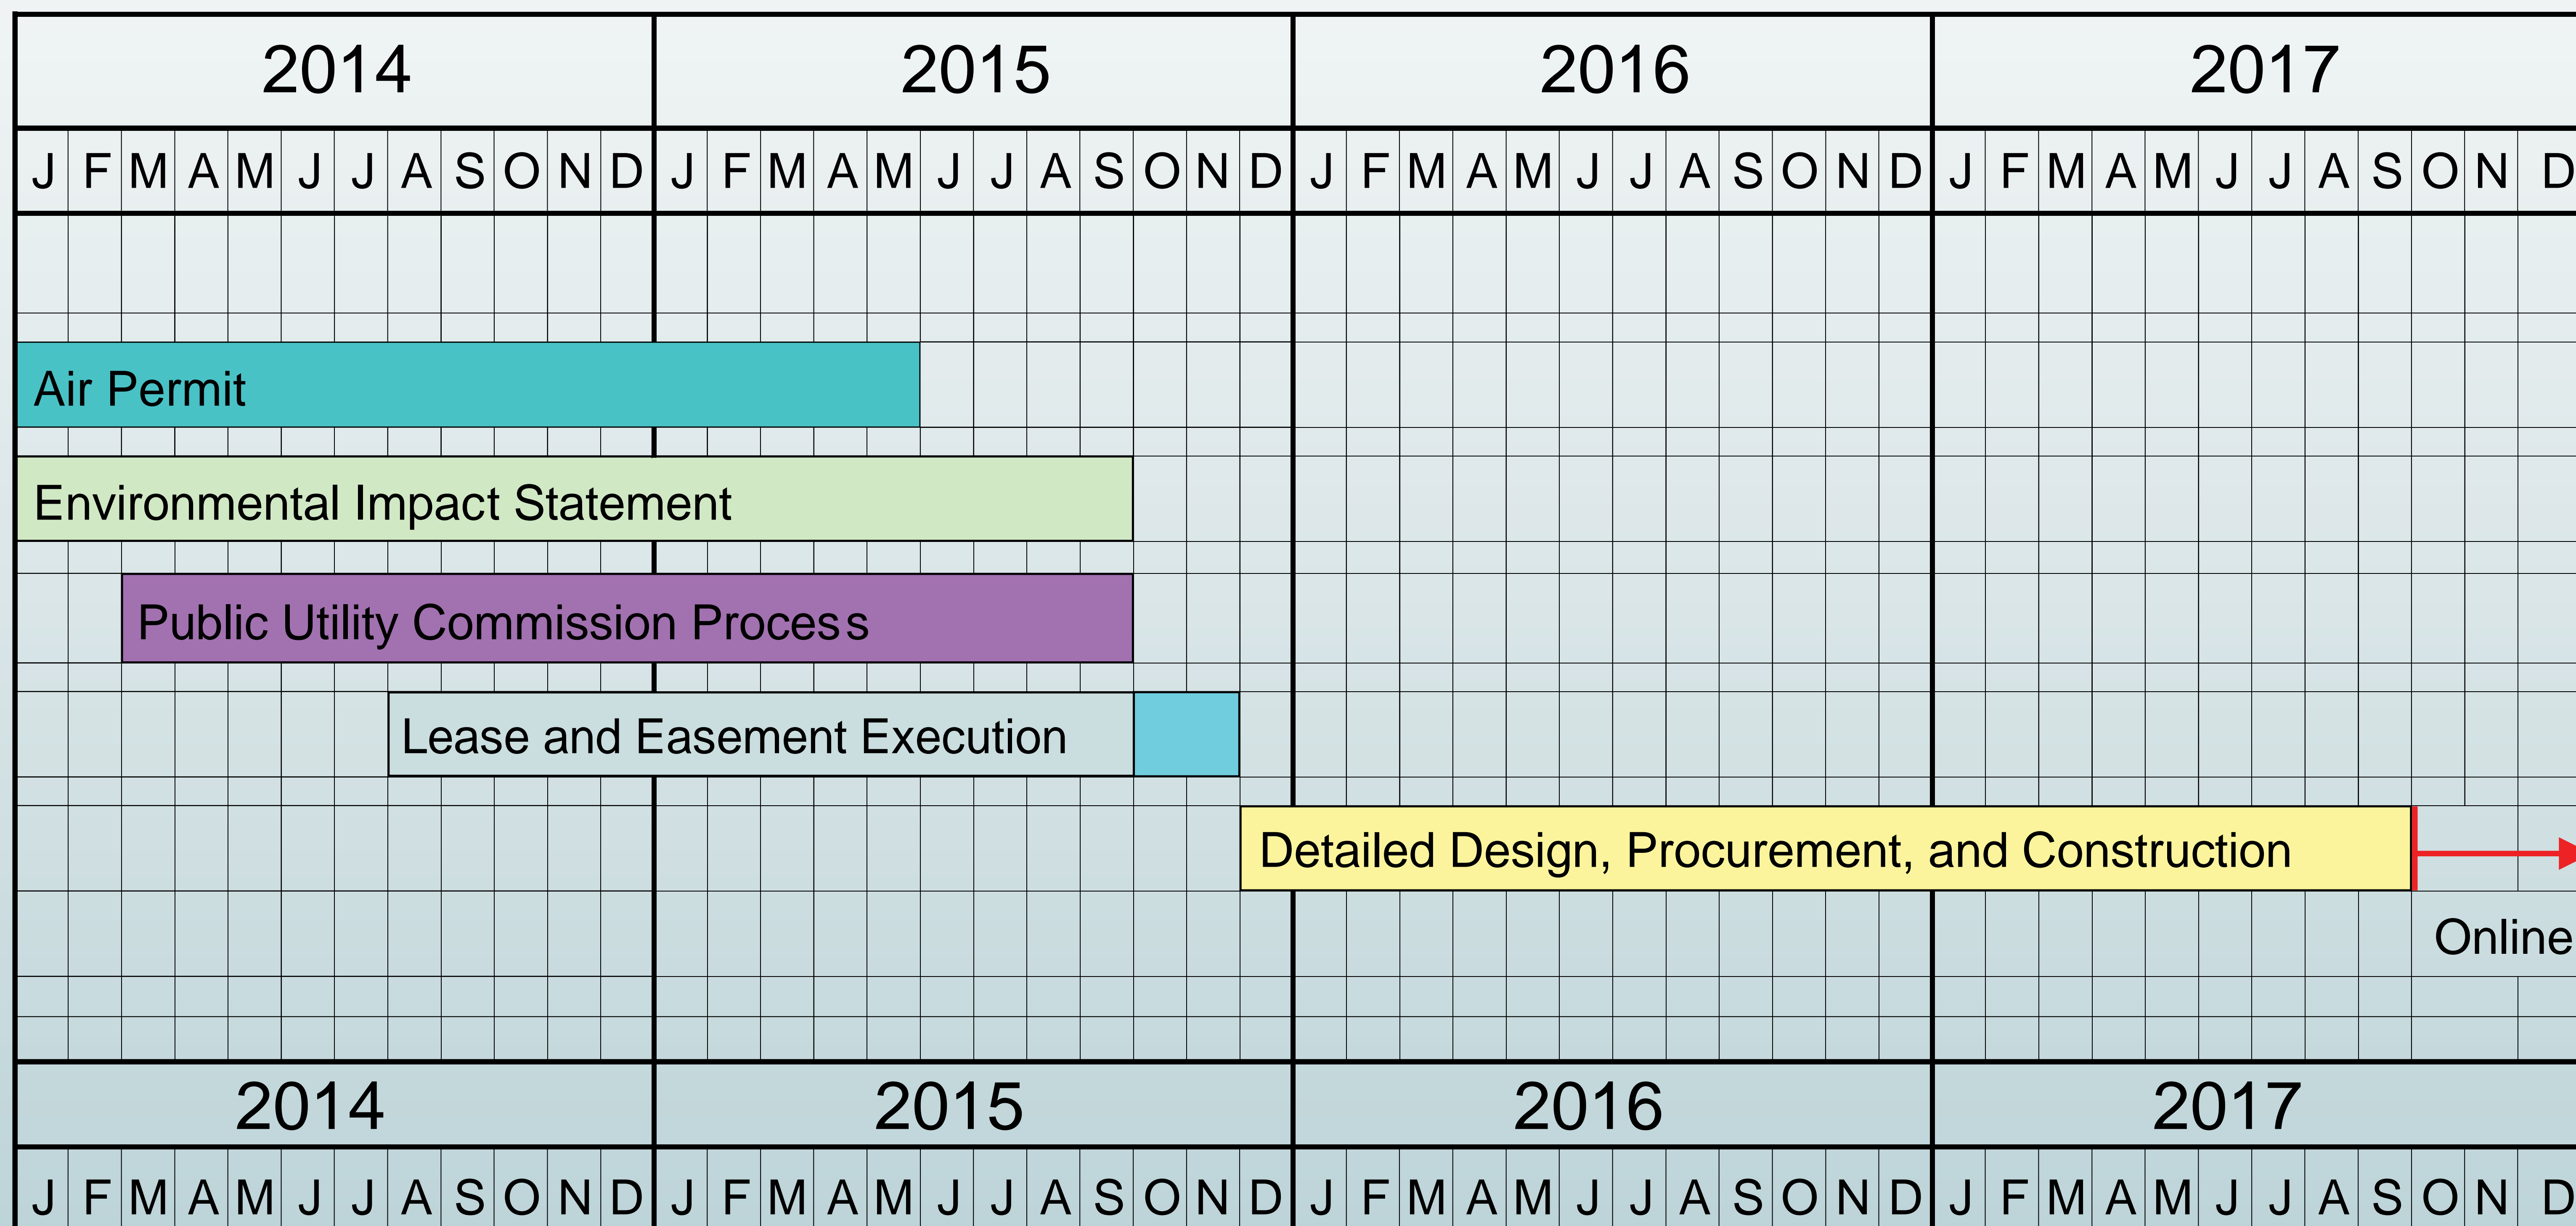 2014 2015 2016 2017
J F M A M J J A S O N D J F M A M J J A S O N D J F M A M J J A S O N D J F M A M J J A S O N D
Air Permit
Environmental Impact Statement
Public Utility Commission Process
Lease and Easement Execution
Detailed Design, Procurement, and Construction
Online
2014 2015 2016 2017
J F M A M J J A S O N D J F M A M J J A S O N D J F M A M J J A S O N D J F M A M J J A S O N D